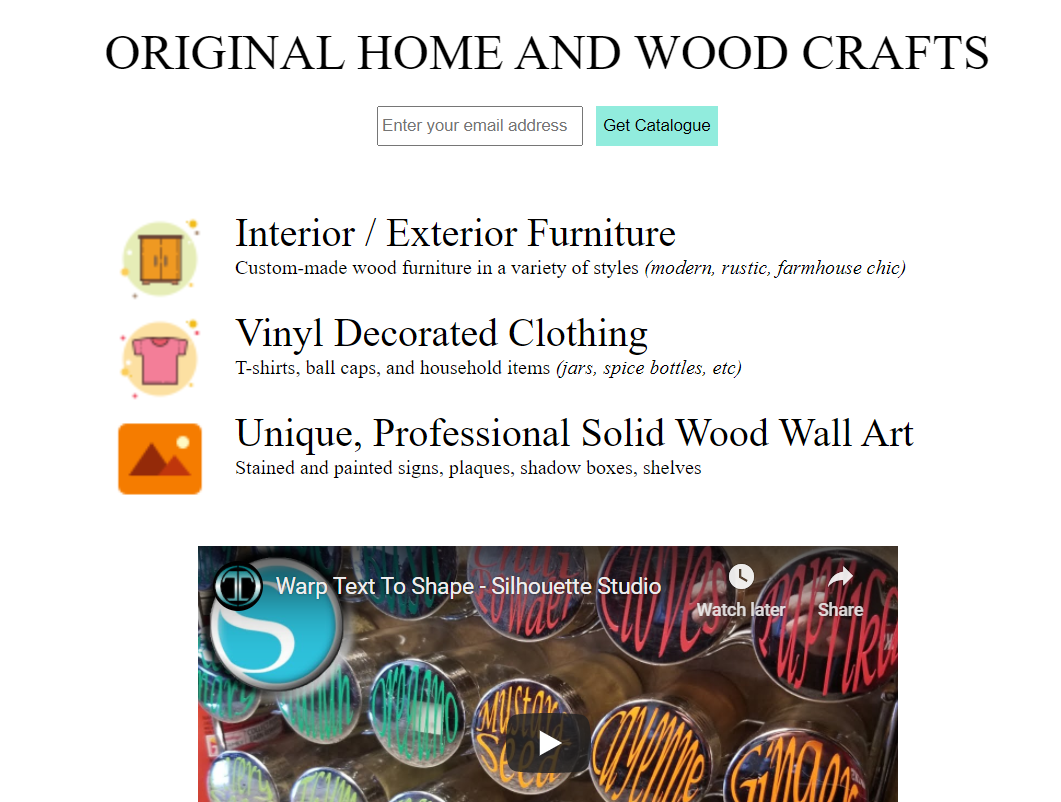 ORIGINAL HOME AND WOOD CRAFTS
Enter your email address
Get Catalogue
Interior / Exterior Furniture
Custom-made wood furniture in a variety of styles (modern, rustic, farmhouse chic)
Vinyl Decorated Clothing
T-shirts, ball caps, and household items (jars, spice bottles, etc)
Unique, Professional Solid Wood Wall Art
Stained and painted signs, plaques, shadow boxes, shelves
Warp Text To Shape - Silhouette Studio
Watch later
Share
Powder
Cloves
Paprika
Oregano
Mustard
Seed
Cayenne
Ginger